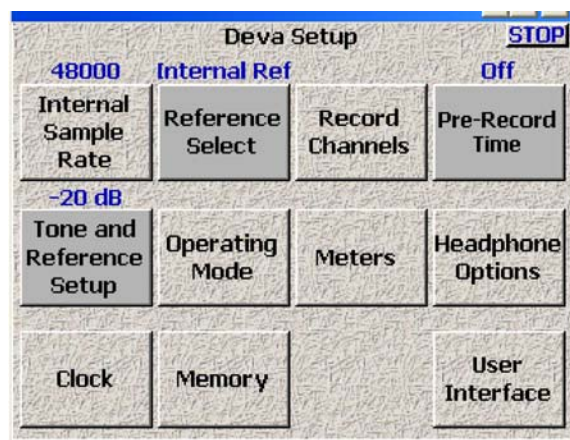 Deva Setup
STOP
48000
Internal Ref
Off
Internal
Sample
Rate
Reference
Select
Record
Channels
Pre-Record
Time
-20 dB
Tone and
Reference
Setup
Operating
Mode
Meters
Headphone
Options
Clock
Memory
User
Interface